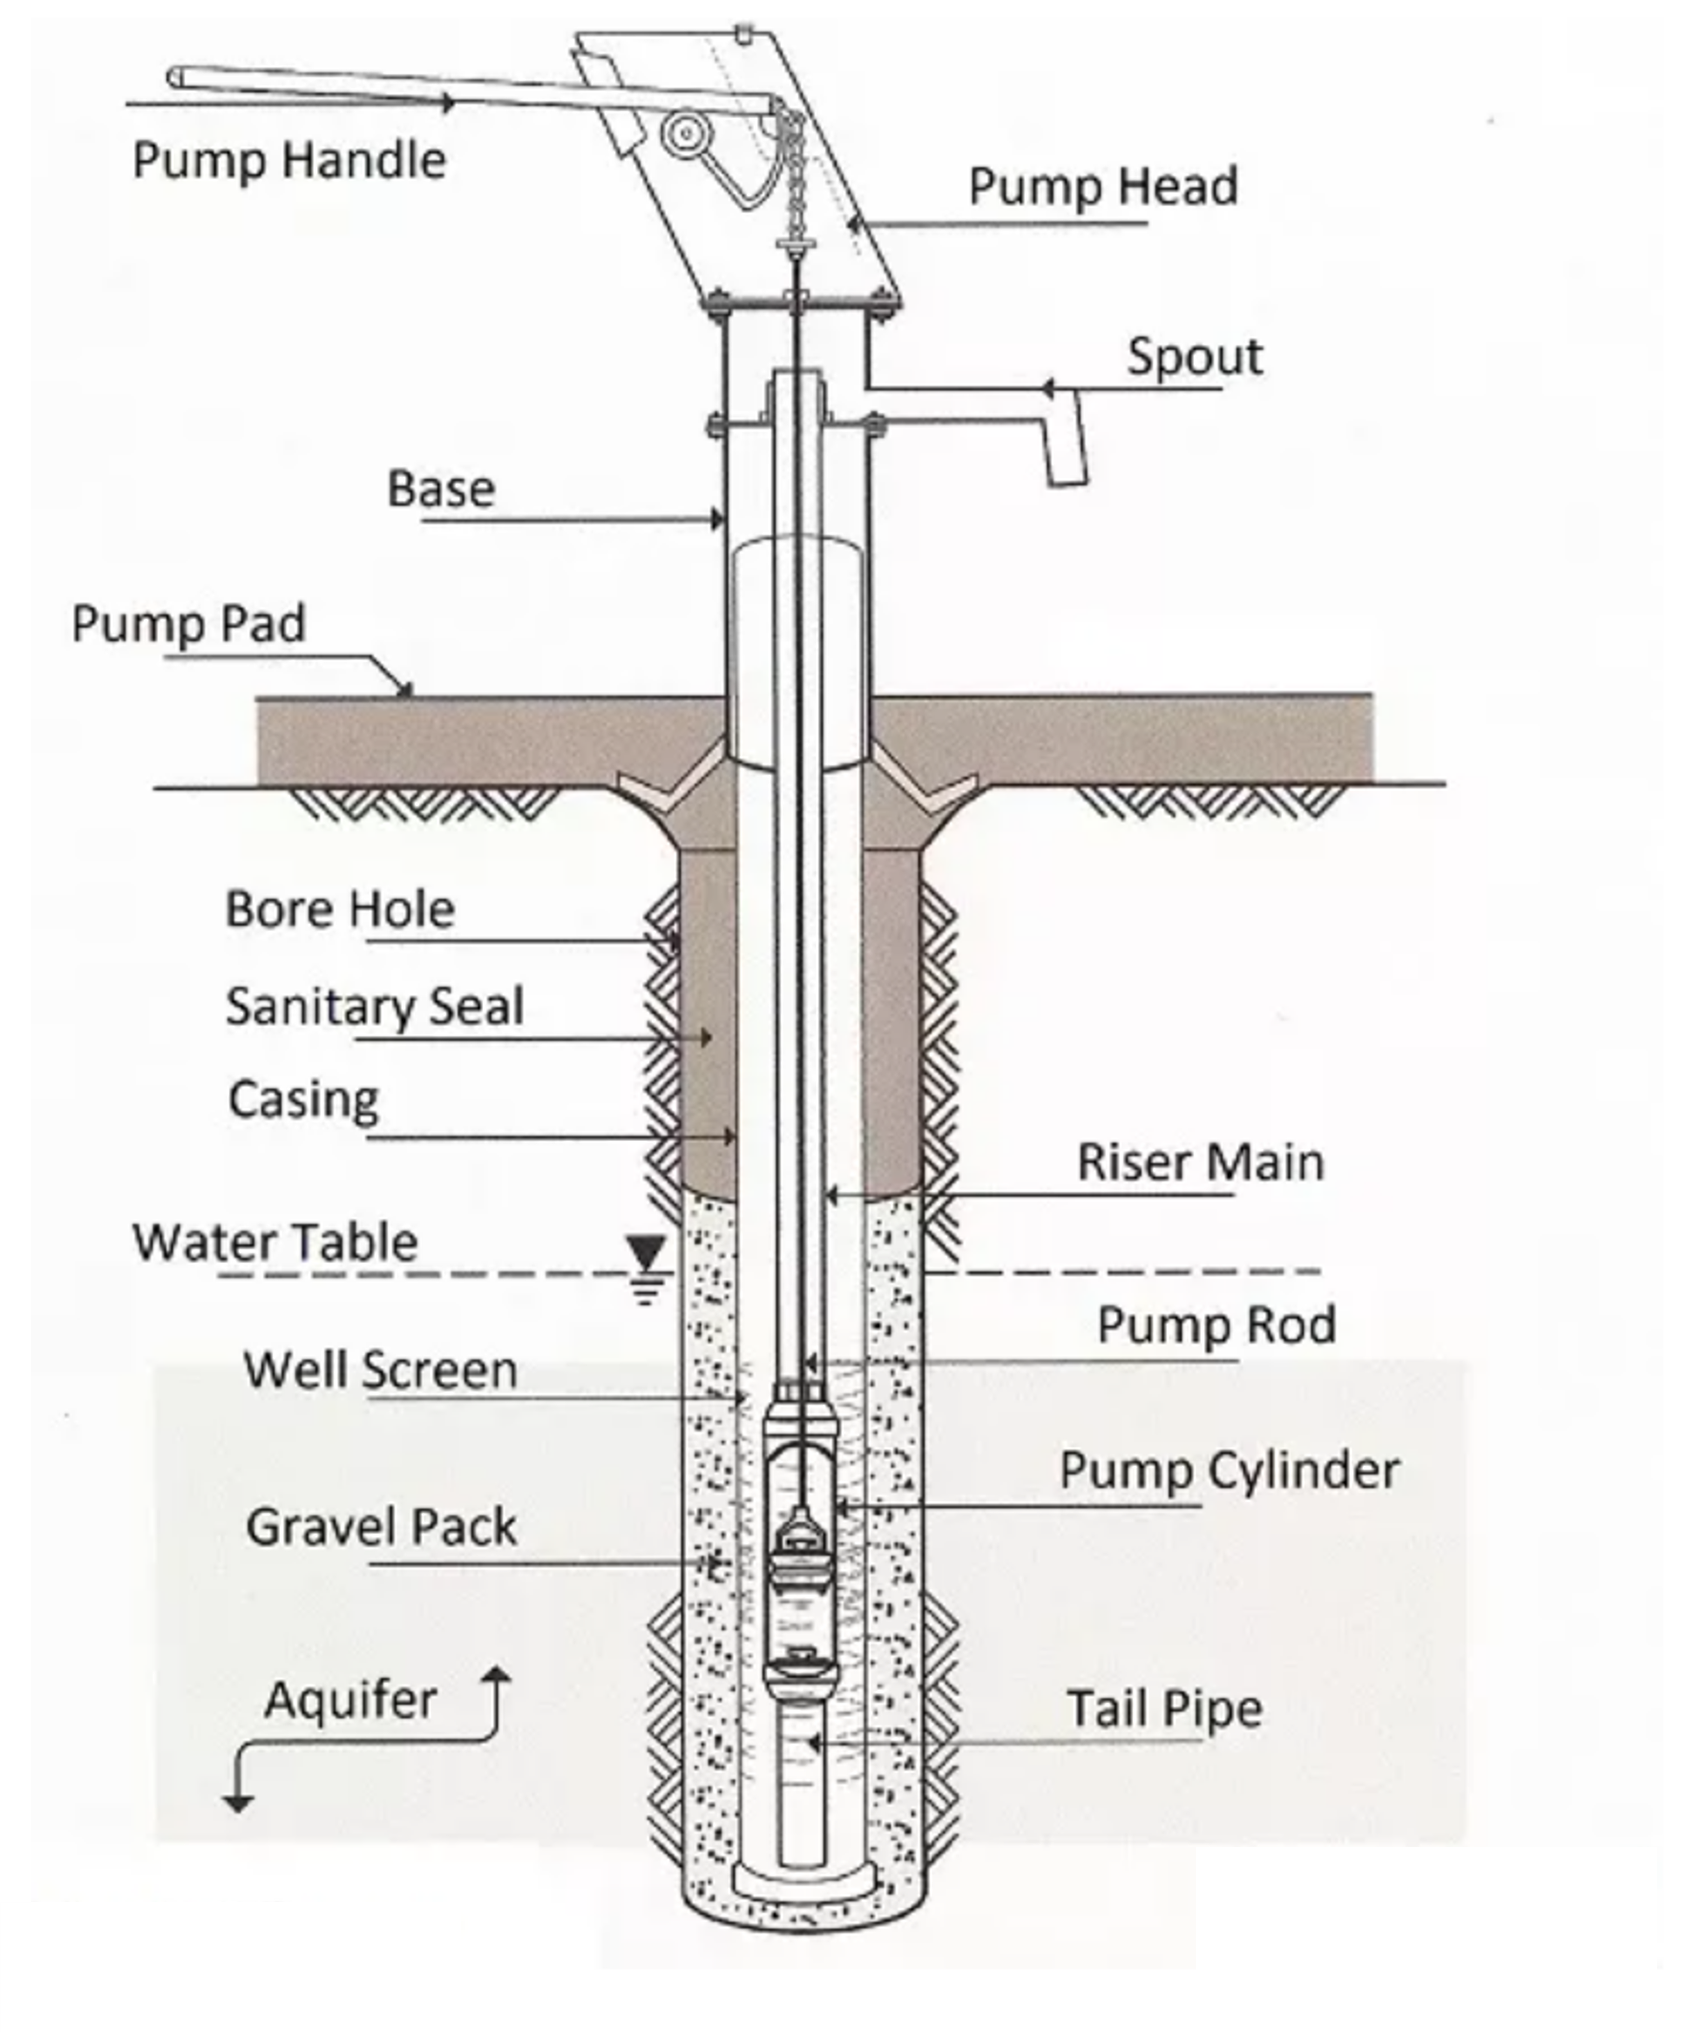 Pump Handle
Pump Head
Spout
Base
Pump Pad
Bore Hole
Sanitary Seal
Casing
Riser Main
Water Table
Pump Rod
Well Screen
Pump Cylinder
Gravel Pack
Aquifer
Tail Pipe